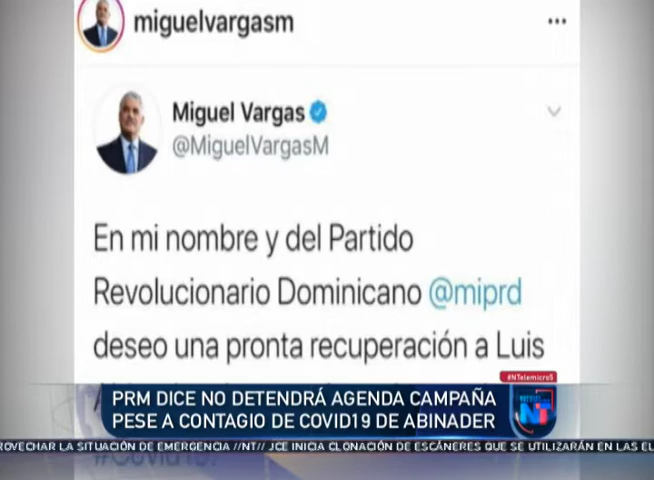 miguelvargasm
Miguel Vargas
@MiguelVargasM
En mi nombre y del Partido
Revolucionario Dominicano @miprd
deseo una pronta recuperación a Luis
#NTelemicro5
PRM DICE NO DETENDRÁ AGENDA CAMPAÑA
PESE A CONTAGIO DE COVID19 DE ABINADER
NOTICIAS
NT
ROVECHAR LA SITUACIÓN DE EMERGENCIA //NT// JCE INICIA CLONACIÓN DE ESCÁNERES QUE SE UTILIZARÁN EN LAS EL